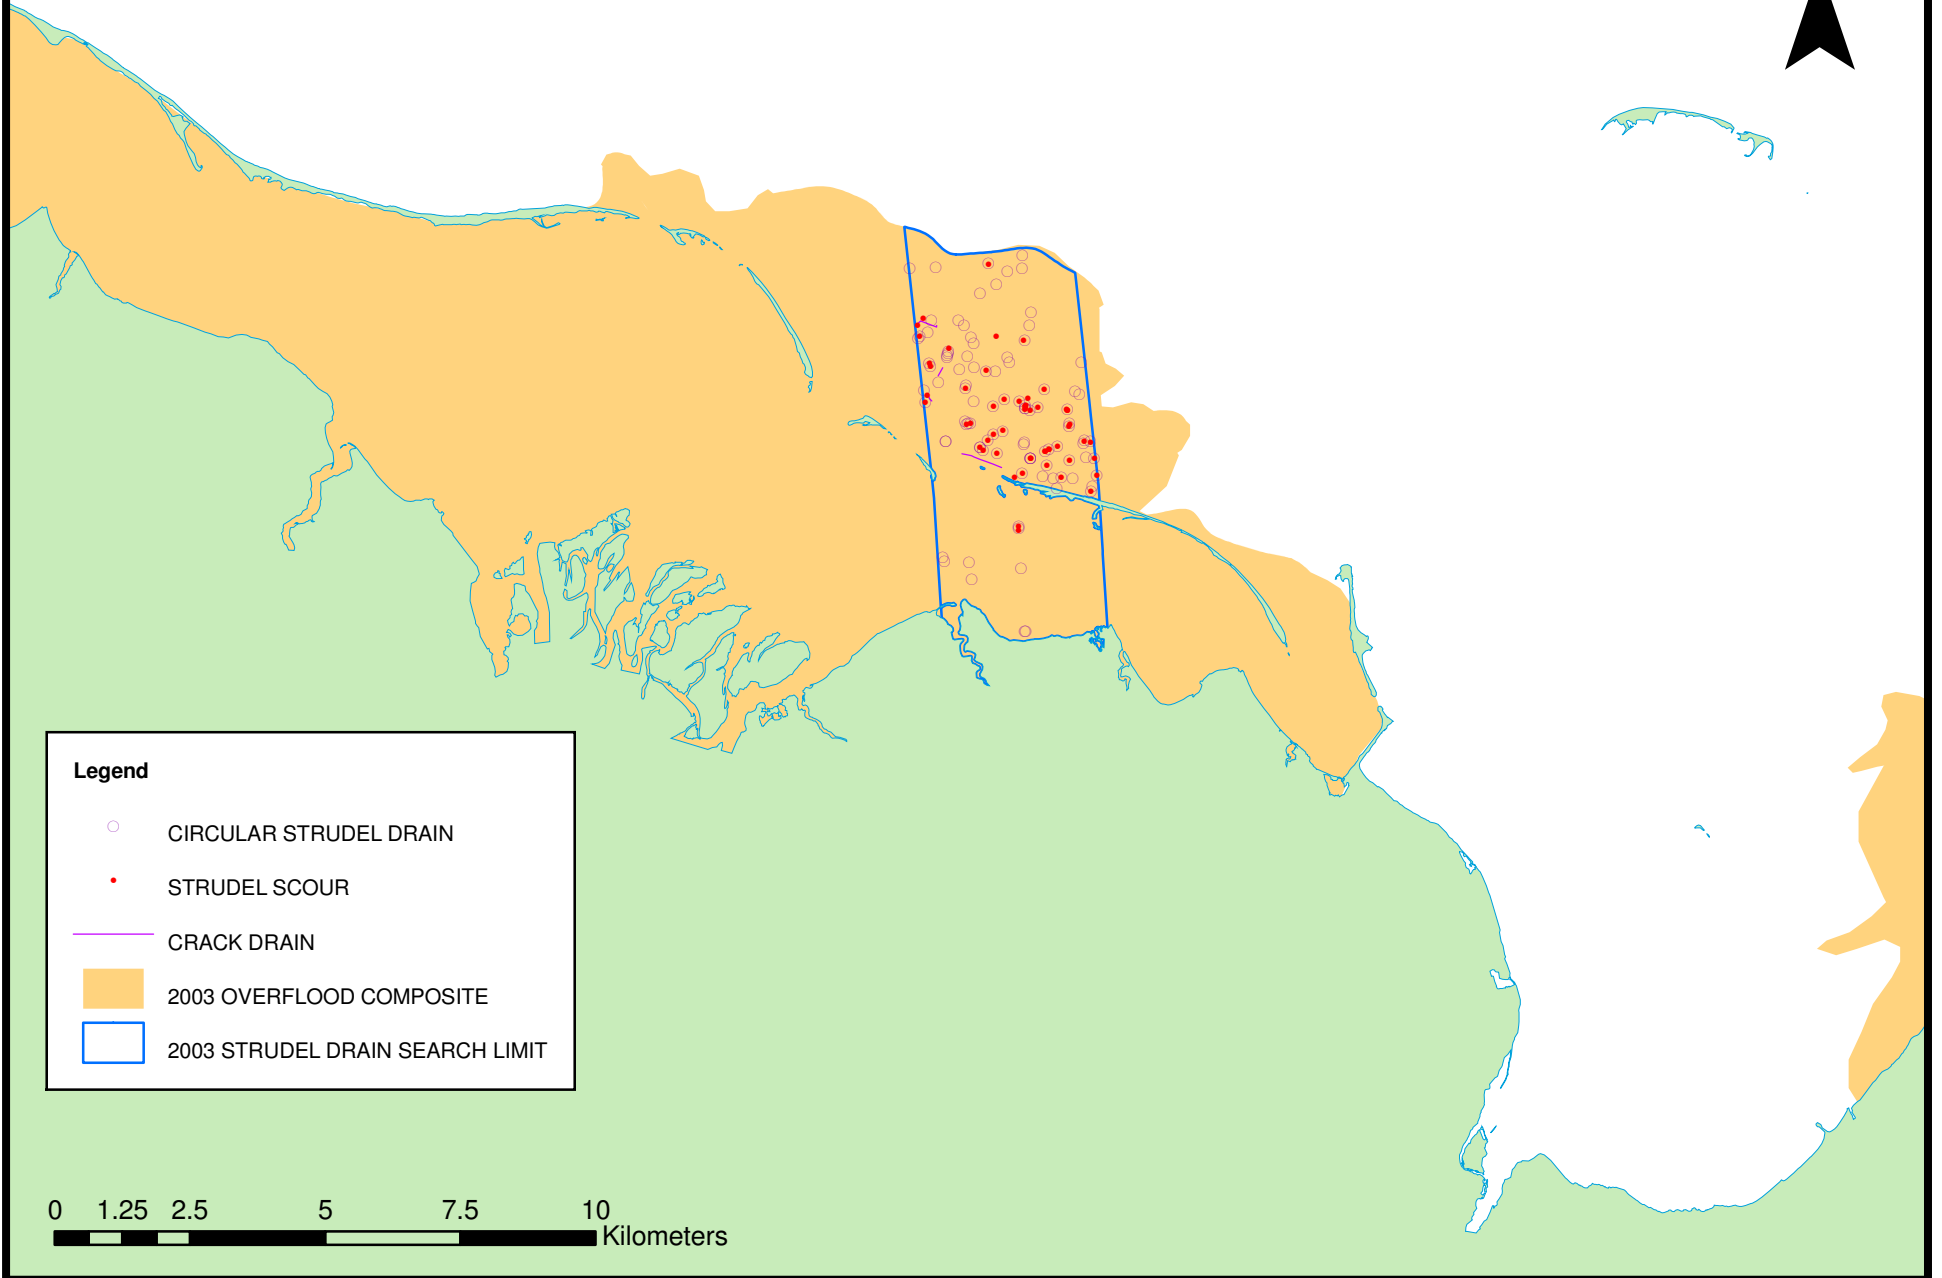 Legend
CIRCULAR STRUDEL DRAIN
STRUDEL SCOUR
CRACK DRAIN
2003 OVERFLOOD COMPOSITE
2003 STRUDEL DRAIN SEARCH LIMIT
0 1.25 2.5 5 7.5 10
Kilometers